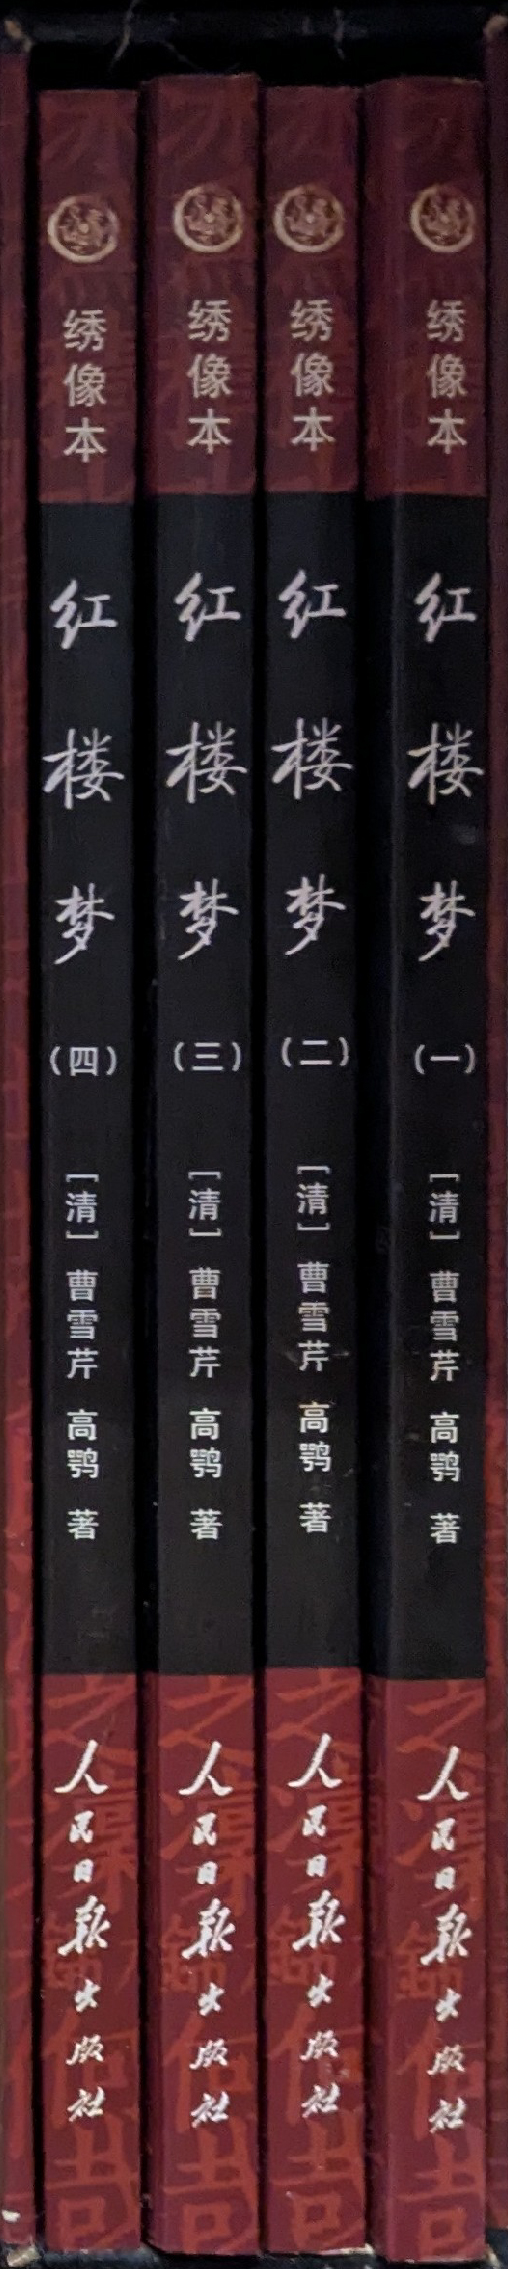 绣像本
红楼梦
（四）
［清］曹雪芹 高鹗 著
人民日报出版社
绣像本
红楼梦
（三）
［清］曹雪芹 高鹗 著
人民日报出版社
绣像本
红楼梦
（二）
［清］曹雪芹 高鹗 著
人民日报出版社
绣像本
红楼梦
（一）
［清］曹雪芹 高鹗 著
人民日报出版社